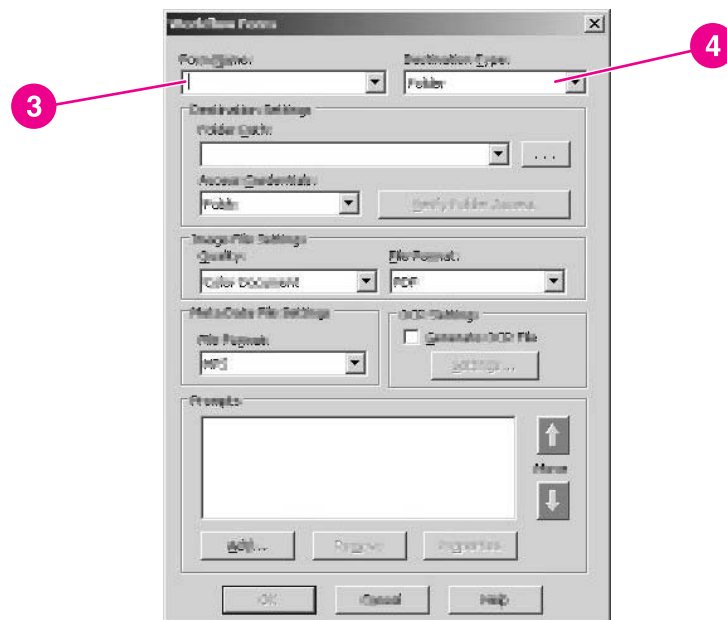 Workflow Form
Form Name:
Destination Type:
4
Folder
3
Destination Settings
Folder Path:
...
Access Credentials:
Public
Verify Folder Access
Image File Settings
Quality:
File Format:
Color Document
PDF
MetaData File Settings
OCR Settings
File Format:
Generate OCR File
HPS
Settings...
Prompts
Move
Add...
Remove
Properties
OK
Cancel
Help